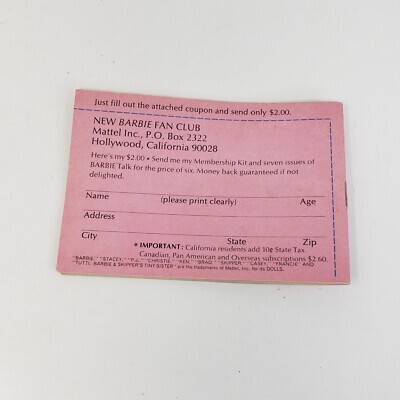 Just fill out the attached coupon and send only $2.00.
NEW BARBIE FAN CLUB
Mattel Inc., P.O. Box 2322
Hollywood, California 90028
Here's my $2.00 • Send me my Membership Kit and seven issues of
BARBIE Talk for the price of six. Money back guaranteed if not
delighted.
Name (please print clearly) Age
Address
City State Zip
* IMPORTANT: California residents add 10¢ State Tax.
Canadian, Pan American and Overseas subscriptions $2.60.
"BARBIE," "STACEY," "P.J.," "CHRISTIE," "KEN," "BRAD," "SKIPPER," "CASEY," "FRANCIE" AND
"TUTTI, BARBIE & SKIPPER'S TINY SISTER" are the trademarks of Mattel, Inc. for its DOLLS.